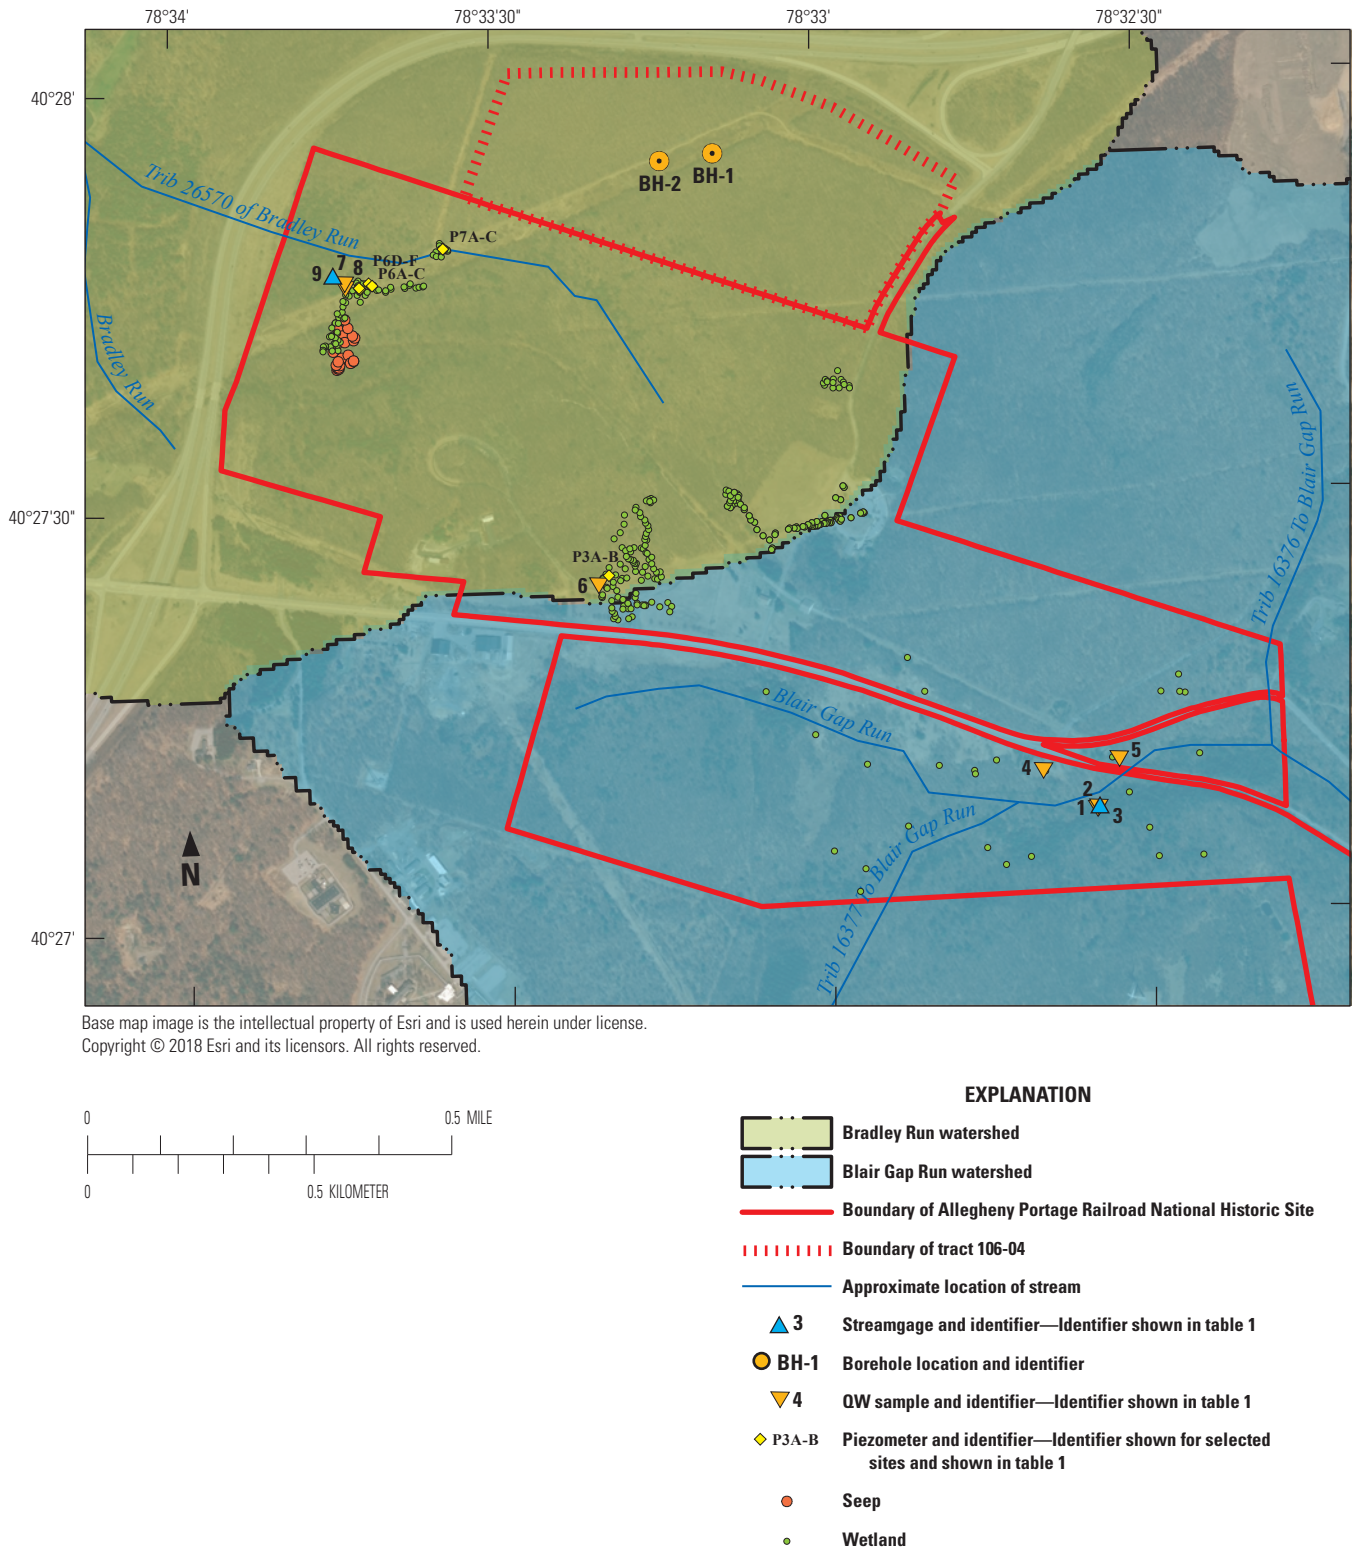 78°34'
78°33'30"
78°33'
78°32'30"
40°28'
Trib 26570 of Bradley Run
BH-2
BH-1
P7A-C
P6D-F
P6A-C
9
7
8
Bradley Run
40°27'30"
Trib 16376 To Blair Gap Run
P3A-B
6
Blair Gap Run
4
5
2
1
3
Trib 16377 To Blair Gap Run
N
40°27'
Base map image is the intellectual property of Esri and is used herein under license.
Copyright © 2018 Esri and its licensors. All rights reserved.
0 0.5 MILE
0 0.5 KILOMETER
EXPLANATION
Bradley Run watershed
Blair Gap Run watershed
Boundary of Allegheny Portage Railroad National Historic Site
Boundary of tract 106-04
Approximate location of stream
3 Streamgage and identifier—Identifier shown in table 1
BH-1 Borehole location and identifier
4 QW sample and identifier—Identifier shown in table 1
P3A-B Piezometer and identifier—Identifier shown for selected
sites and shown in table 1
Seep
Wetland